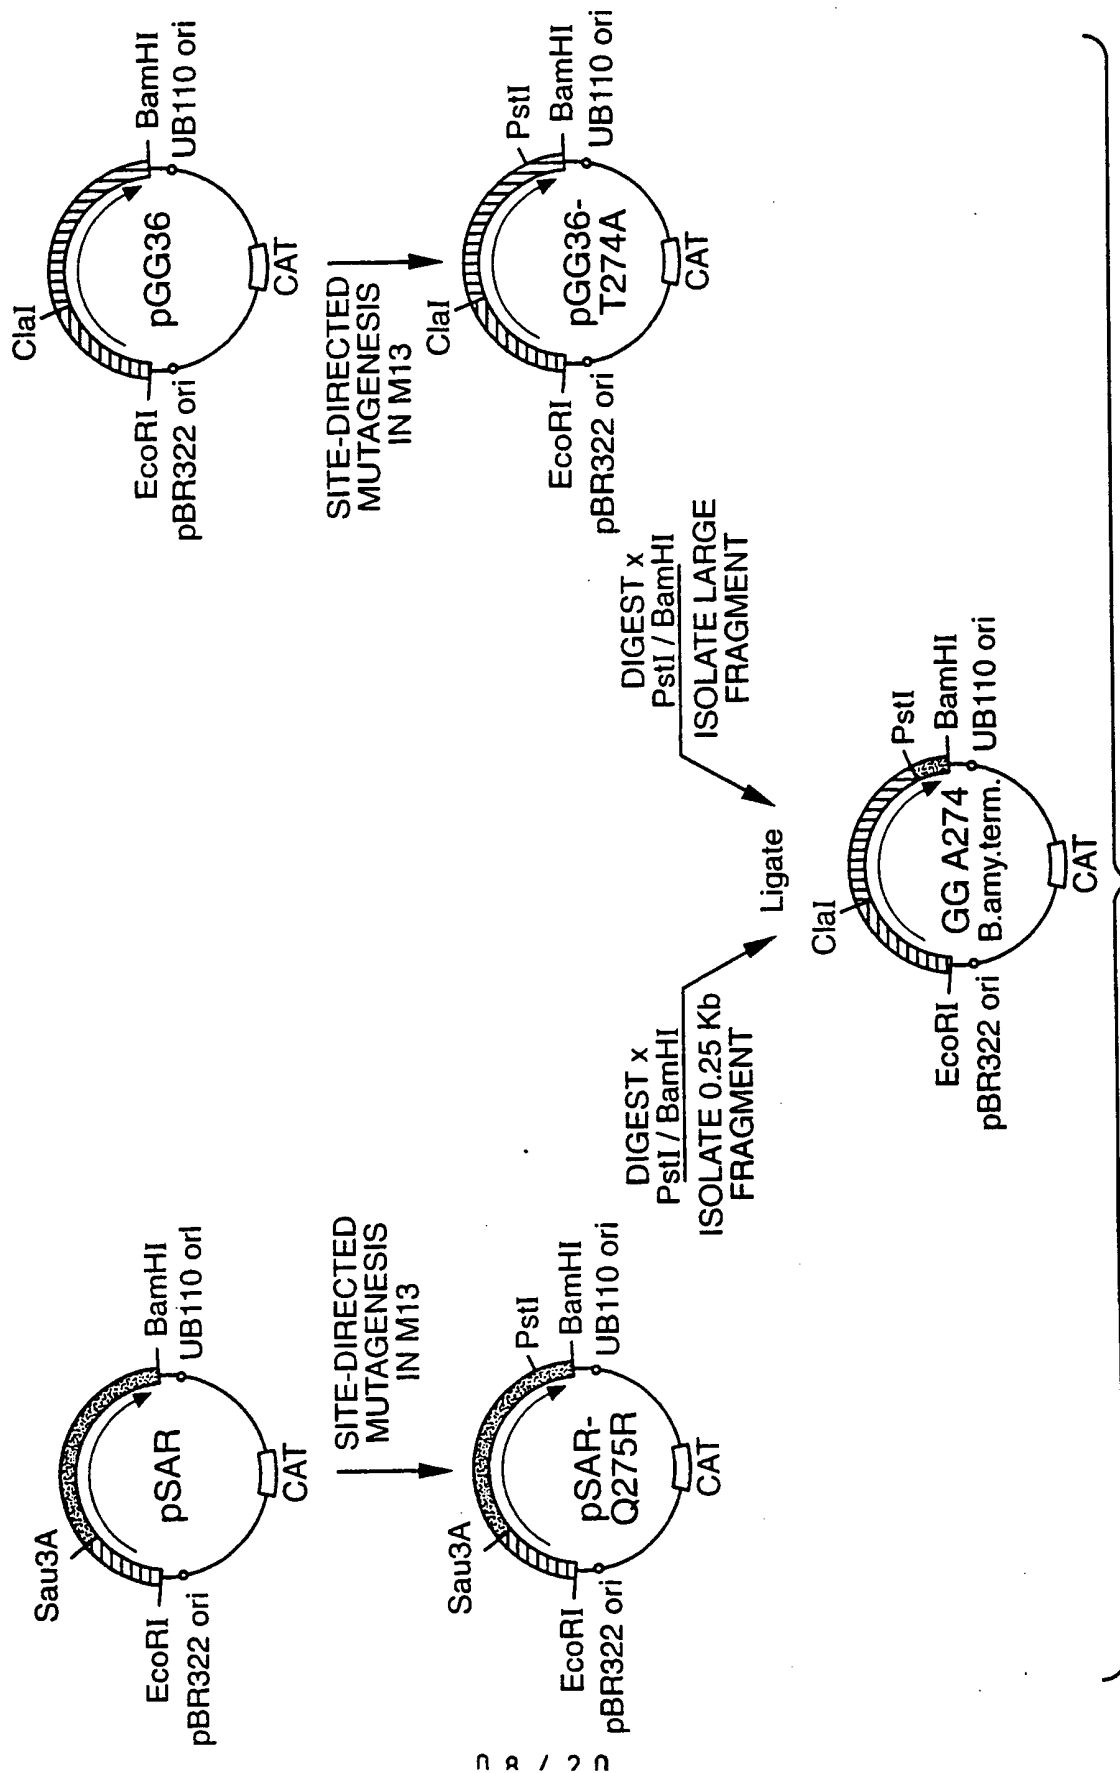 Sau3A
pSAR
EcoRI
pBR322 ori
BamHI
UB110 ori
CAT
SITE-DIRECTED
MUTAGENESIS
IN M13
Sau3A
pSAR-
Q275R
PstI
BamHI
UB110 ori
EcoRI
pBR322 ori
CAT
DIGEST x
PstI / BamHI
ISOLATE 0.25 Kb
FRAGMENT
ClaI
pGG36
EcoRI
pBR322 ori
BamHI
UB110 ori
CAT
SITE-DIRECTED
MUTAGENESIS
IN M13
ClaI
pGG36-
T274A
PstI
BamHI
UB110 ori
EcoRI
pBR322 ori
CAT
DIGEST x
PstI / BamHI
ISOLATE LARGE
FRAGMENT
Ligate
ClaI
PstI
BamHI
UB110 ori
GG A274
B.amy.term.
EcoRI
pBR322 ori
CAT